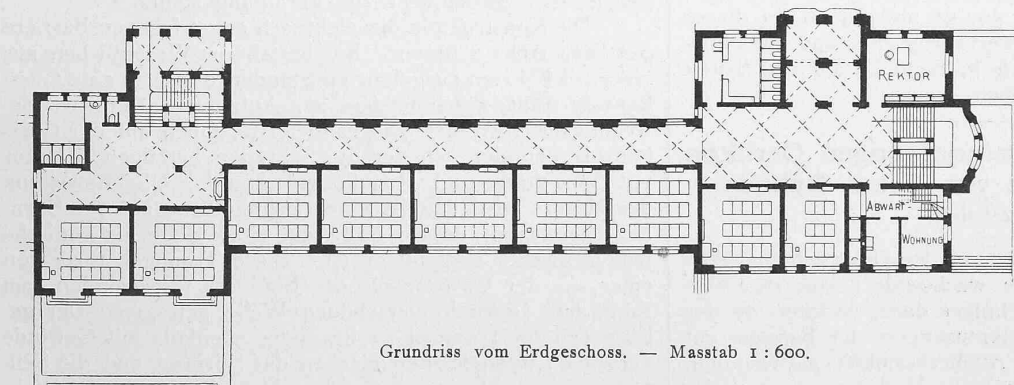 REKTOR
ABWART
WOHNUNG
Grundriss vom Erdgeschoss. — Masstab 1 : 600.